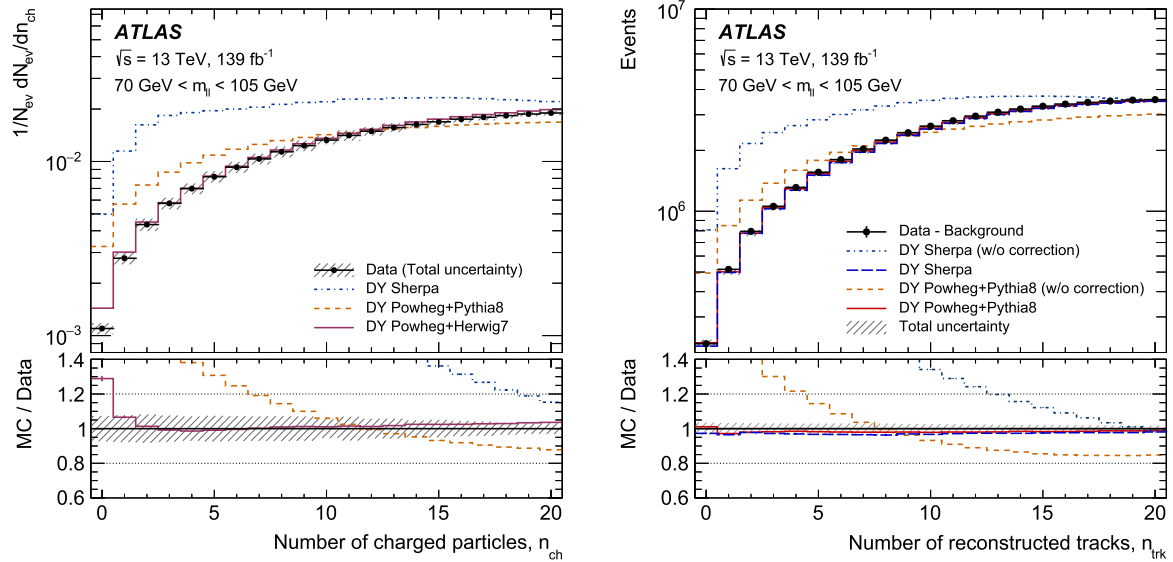 ATLAS
√s = 13 TeV, 139 fb⁻¹
70 GeV < m_ll < 105 GeV
1/N_ev dN_ev/dn_ch
10⁻²
10⁻³
Data (Total uncertainty)
DY Sherpa
DY Powheg+Pythia8
DY Powheg+Herwig7
MC / Data
1.4
1.2
1
0.8
0.6
0 5 10 15 20
Number of charged particles, n_ch
ATLAS
√s = 13 TeV, 139 fb⁻¹
70 GeV < m_ll < 105 GeV
Events
10⁷
10⁶
Data - Background
DY Sherpa (w/o correction)
DY Sherpa
DY Powheg+Pythia8 (w/o correction)
DY Powheg+Pythia8
Total uncertainty
MC / Data
1.4
1.2
1
0.8
0.6
0 5 10 15 20
Number of reconstructed tracks, n_trk